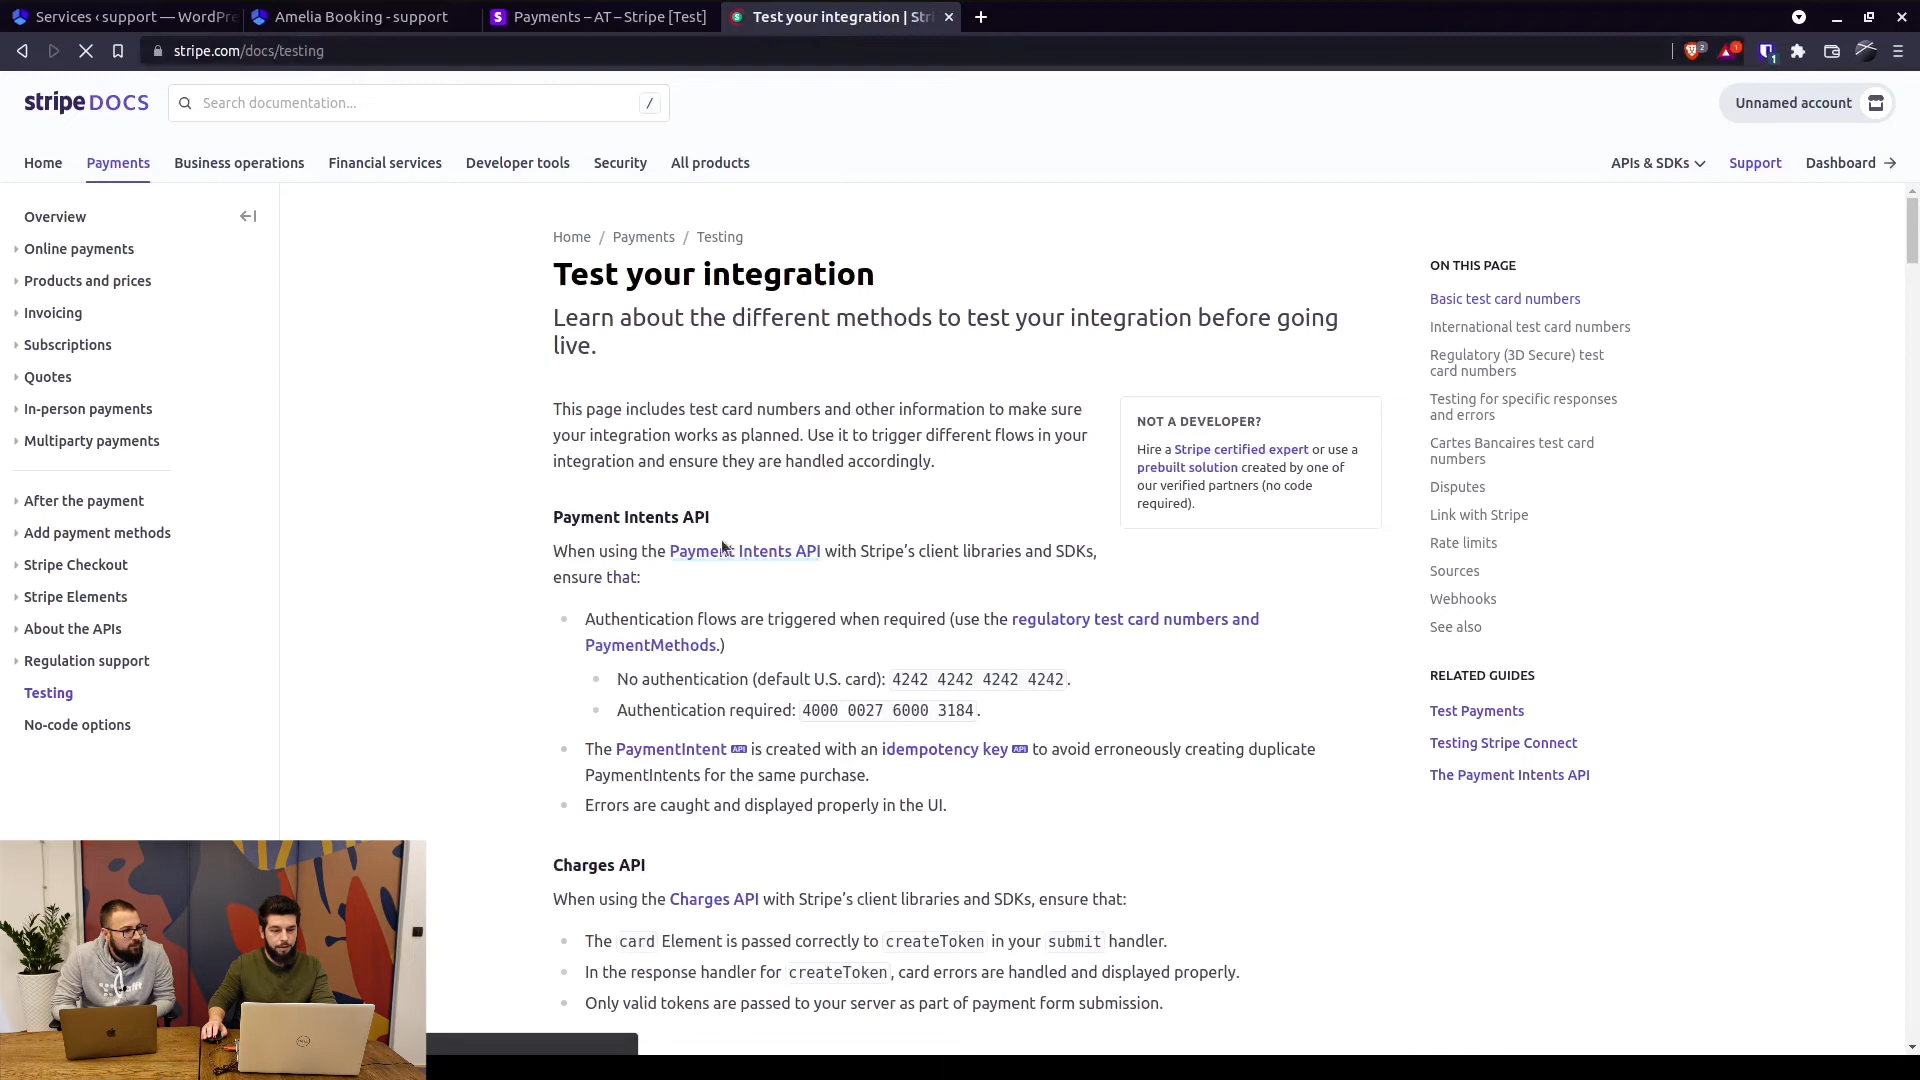 Services ‹ support — WordPre
Amelia Booking - support
Payments – AT – Stripe [Test]
Test your integration | Stri
stripe.com/docs/testing
2
1
1
stripe DOCS
Search documentation...
/
Unnamed account
Home
Payments
Business operations
Financial services
Developer tools
Security
All products
APIs & SDKs
Support
Dashboard →
Overview
Online payments
Products and prices
Invoicing
Subscriptions
Quotes
In-person payments
Multiparty payments
After the payment
Add payment methods
Stripe Checkout
Stripe Elements
About the APIs
Regulation support
Testing
No-code options
Home / Payments / Testing
Test your integration
Learn about the different methods to test your integration before going
live.
This page includes test card numbers and other information to make sure
your integration works as planned. Use it to trigger different flows in your
integration and ensure they are handled accordingly.
NOT A DEVELOPER?
Hire a Stripe certified expert or use a
prebuilt solution created by one of
our verified partners (no code
required).
Payment Intents API
When using the Payment Intents API with Stripe’s client libraries and SDKs,
ensure that:
Authentication flows are triggered when required (use the regulatory test card numbers and
PaymentMethods.)
No authentication (default U.S. card): 4242 4242 4242 4242.
Authentication required: 4000 0027 6000 3184.
The PaymentIntent API is created with an idempotency key API to avoid erroneously creating duplicate
PaymentIntents for the same purchase.
Errors are caught and displayed properly in the UI.
Charges API
When using the Charges API with Stripe’s client libraries and SDKs, ensure that:
The card Element is passed correctly to createToken in your submit handler.
In the response handler for createToken, card errors are handled and displayed properly.
Only valid tokens are passed to your server as part of payment form submission.
ON THIS PAGE
Basic test card numbers
International test card numbers
Regulatory (3D Secure) test
card numbers
Testing for specific responses
and errors
Cartes Bancaires test card
numbers
Disputes
Link with Stripe
Rate limits
Sources
Webhooks
See also
RELATED GUIDES
Test Payments
Testing Stripe Connect
The Payment Intents API